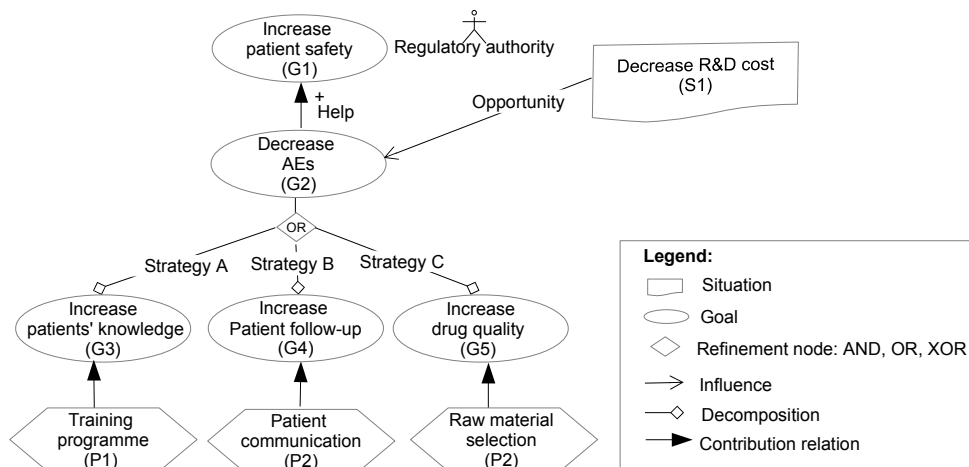 Increase
patient safety
(G1)
Regulatory authority
+
Help
Opportunity
Decrease R&D cost
(S1)
Decrease
AEs
(G2)
OR
Strategy A
Strategy B
Strategy C
Increase
patients' knowledge
(G3)
Increase
Patient follow-up
(G4)
Increase
drug quality
(G5)
Training
programme
(P1)
Patient
communication
(P2)
Raw material
selection
(P2)
Legend:
Situation
Goal
Refinement node: AND, OR, XOR
Influence
Decomposition
Contribution relation